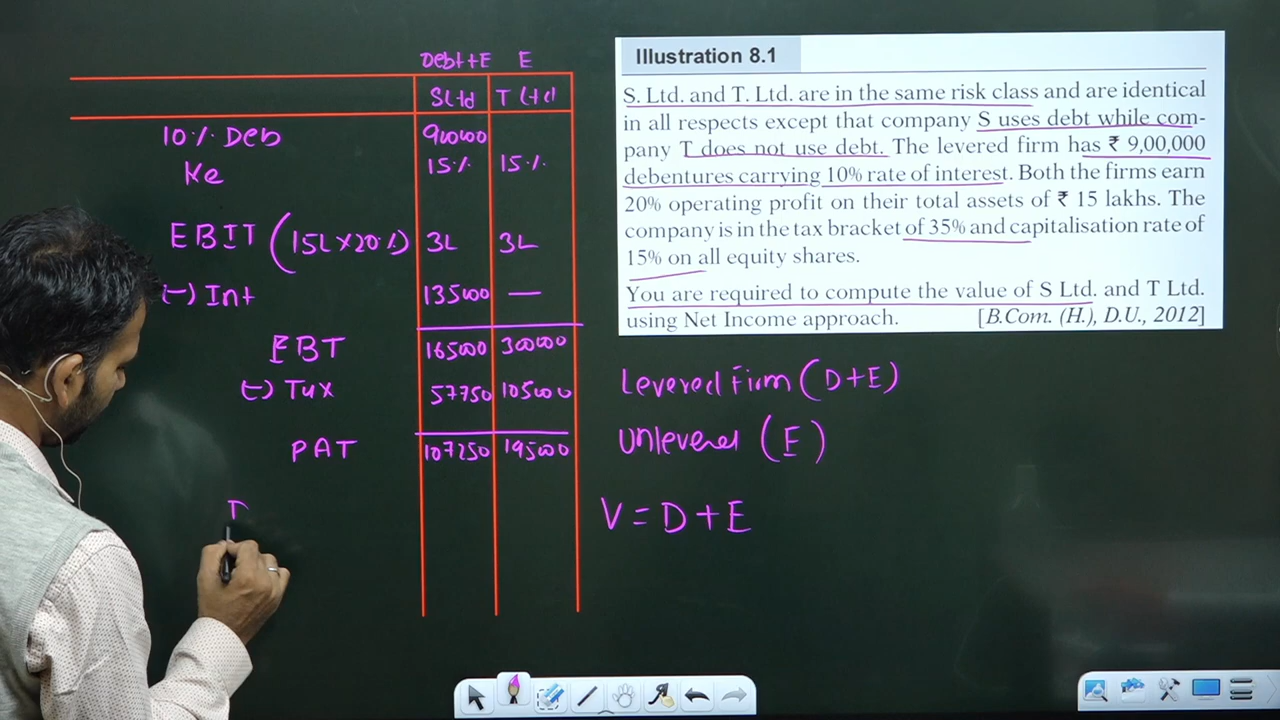 Debt+E E
S Ltd T Ltd
10% Deb 900000
Ke 15% 15%
EBIT (15L×20%) 3L 3L
(-) Int 135000 —
EBT 165000 300000
(-) Tax 57750 105000
PAT 107250 195000
Illustration 8.1
S. Ltd. and T. Ltd. are in the same risk class and are identical
in all respects except that company S uses debt while com-
pany T does not use debt. The levered firm has ₹ 9,00,000
debentures carrying 10% rate of interest. Both the firms earn
20% operating profit on their total assets of ₹ 15 lakhs. The
company is in the tax bracket of 35% and capitalisation rate of
15% on all equity shares.
You are required to compute the value of S Ltd. and T Ltd.
using Net Income approach. [B.Com. (H.), D.U., 2012]
Levered Firm (D+E)
Unlevered (E)
V = D + E